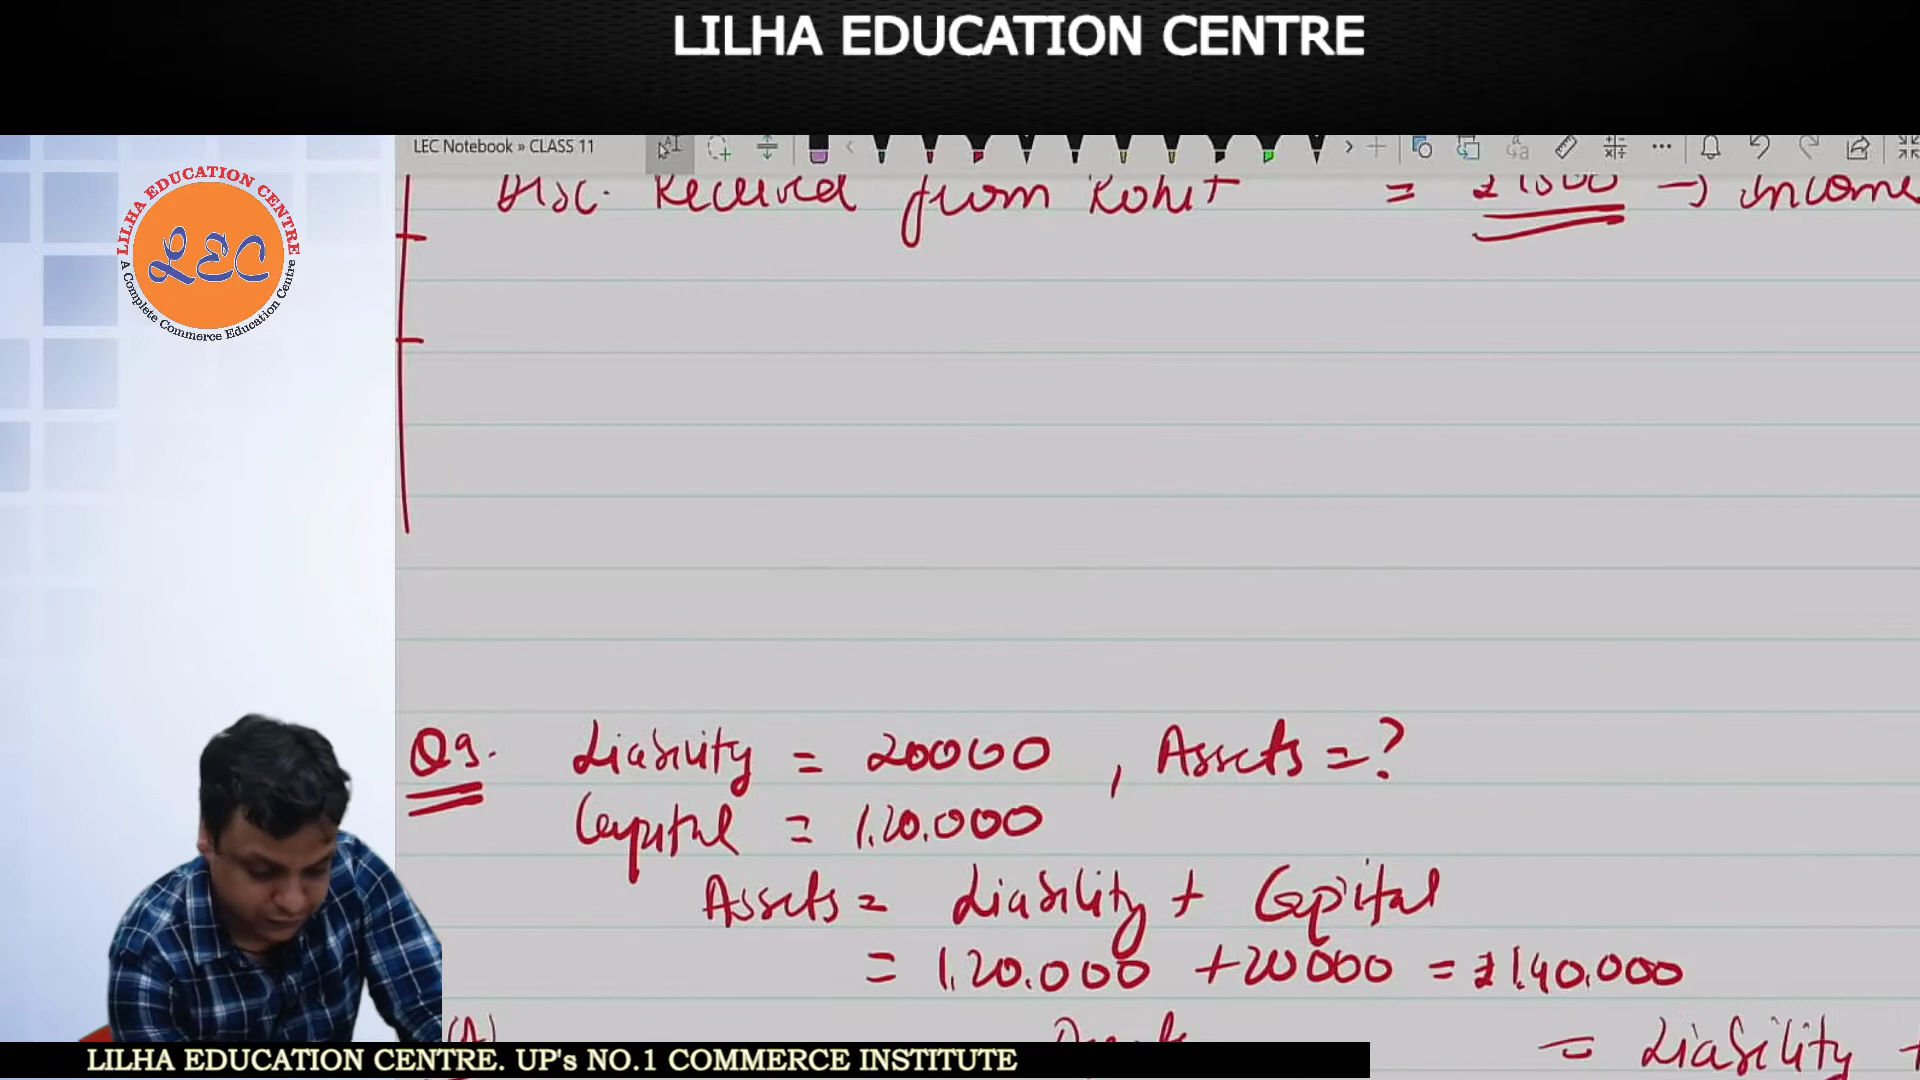 LILHA EDUCATION CENTRE
LEC Notebook » CLASS 11
LILHA EDUCATION CENTRE
LEC
A Complete Commerce Education Centre
Disc. Received from Rohit = ₹1500 → income
Q9. Liability = 20000 , Assets = ?
Capital = 1,20,000
Assets = Liability + Capital
= 1,20,000 + 20000 = ₹1,40,000
(A) = Liability +
LILHA EDUCATION CENTRE. UP's NO.1 COMMERCE INSTITUTE